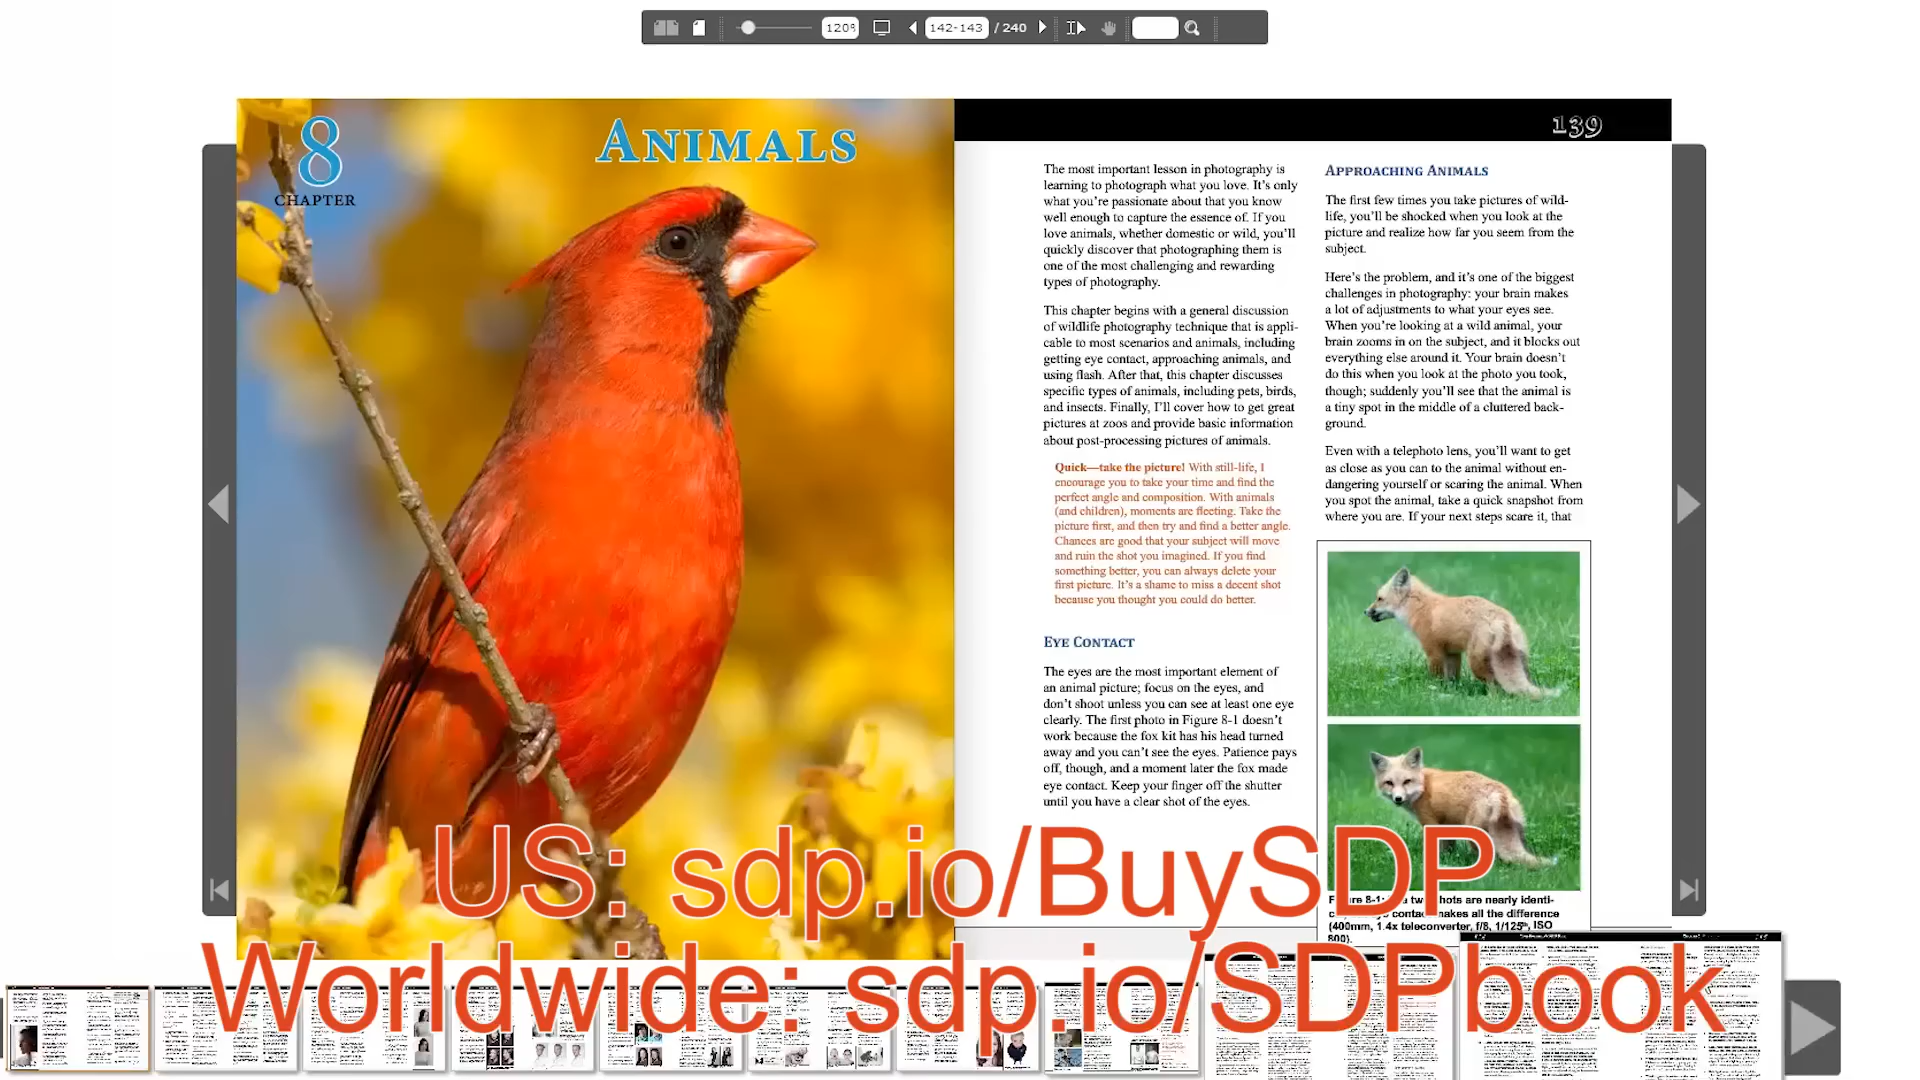 120%
142-143
/ 240
8
CHAPTER
ANIMALS
139
The most important lesson in photography is
learning to photograph what you love. It's only
what you're passionate about that you know
well enough to capture the essence of. If you
love animals, whether domestic or wild, you'll
quickly discover that photographing them is
one of the most challenging and rewarding
types of photography.
This chapter begins with a general discussion
of wildlife photography technique that is appli-
cable to most scenarios and animals, including
getting eye contact, approaching animals, and
using flash. After that, this chapter discusses
specific types of animals, including pets, birds,
and insects. Finally, I'll cover how to get great
pictures at zoos and provide basic information
about post-processing pictures of animals.
Quick—take the picture! With still-life, I
encourage you to take your time and find the
perfect angle and composition. With animals
(and children), moments are fleeting. Take the
picture first, and then try and find a better angle.
Chances are good that your subject will move
and ruin the shot you imagined. If you find
something better, you can always delete your
first picture. It's a shame to miss a decent shot
because you thought you could do better.
EYE CONTACT
The eyes are the most important element of
an animal picture; focus on the eyes, and
don't shoot unless you can see at least one eye
clearly. The first photo in Figure 8-1 doesn't
work because the fox kit has his head turned
away and you can't see the eyes. Patience pays
off, though, and a moment later the fox made
eye contact. Keep your finger off the shutter
until you have a clear shot of the eyes.
APPROACHING ANIMALS
The first few times you take pictures of wild-
life, you'll be shocked when you look at the
picture and realize how far you seem from the
subject.
Here's the problem, and it's one of the biggest
challenges in photography: your brain makes
a lot of adjustments to what your eyes see.
When you're looking at a wild animal, your
brain zooms in on the subject, and it blocks out
everything else around it. Your brain doesn't
do this when you look at the photo you took,
though; suddenly you'll see that the animal is
a tiny spot in the middle of a cluttered back-
ground.
Even with a telephoto lens, you'll want to get
as close as you can to the animal without en-
dangering yourself or scaring the animal. When
you spot the animal, take a quick snapshot from
where you are. If your next steps scare it, that
8-1: two shots are nearly identi-
contact makes all the difference
(400mm, 1.4x teleconverter, f/8, 1/125th, ISO
800).
US: sdp.io/BuySDP
Worldwide: sdp.io/SDPbook